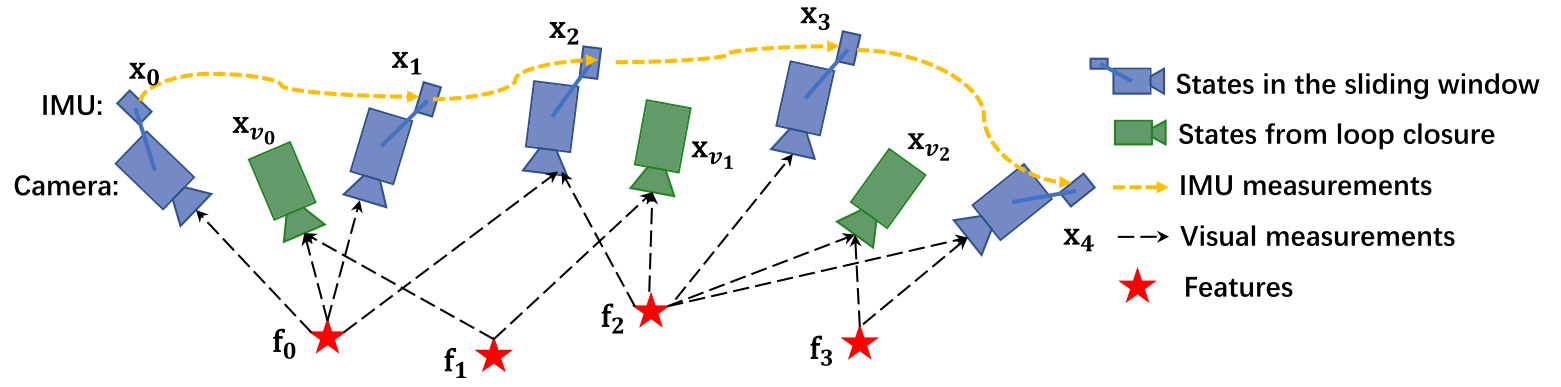 x₀
x₁
x₂
x₃
IMU:
Camera:
xᵥ₀
xᵥ₁
xᵥ₂
x₄
f₀
f₁
f₂
f₃
States in the sliding window
States from loop closure
IMU measurements
Visual measurements
Features